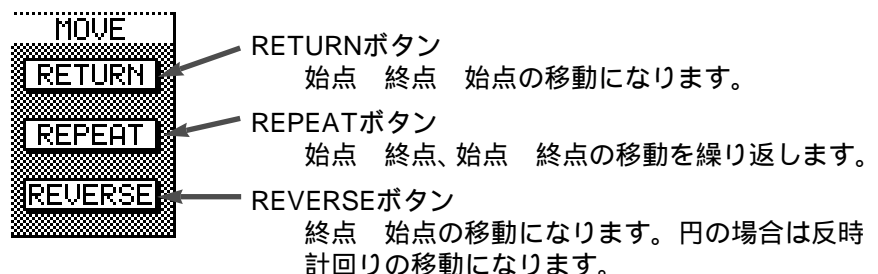 MOVE
RETURN
REPEAT
REVERSE
RETURNボタン
始点　終点　始点の移動になります。
REPEATボタン
始点　終点、始点　終点の移動を繰り返します。
REVERSEボタン
終点　始点の移動になります。円の場合は反時
計回りの移動になります。